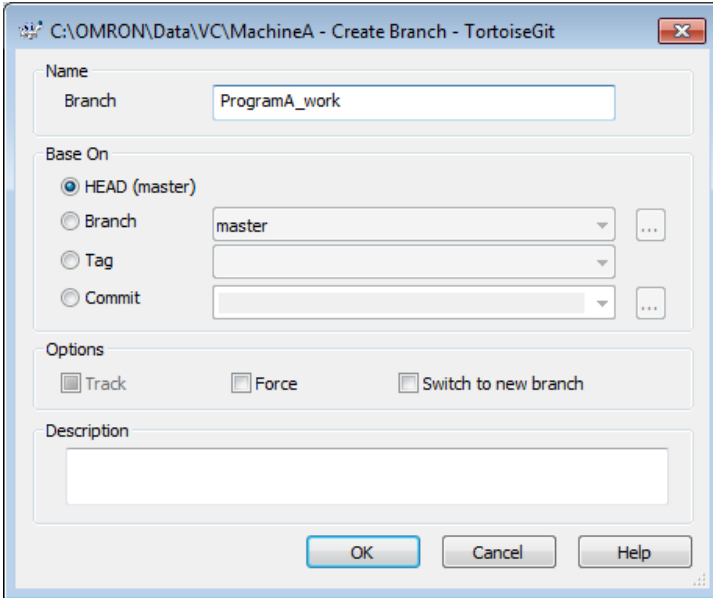 C:\OMRON\Data\VC\MachineA - Create Branch - TortoiseGit
Name
Branch ProgramA_work
Base On
HEAD (master)
Branch master ...
Tag
Commit ...
Options
Track Force Switch to new branch
Description
OK Cancel Help